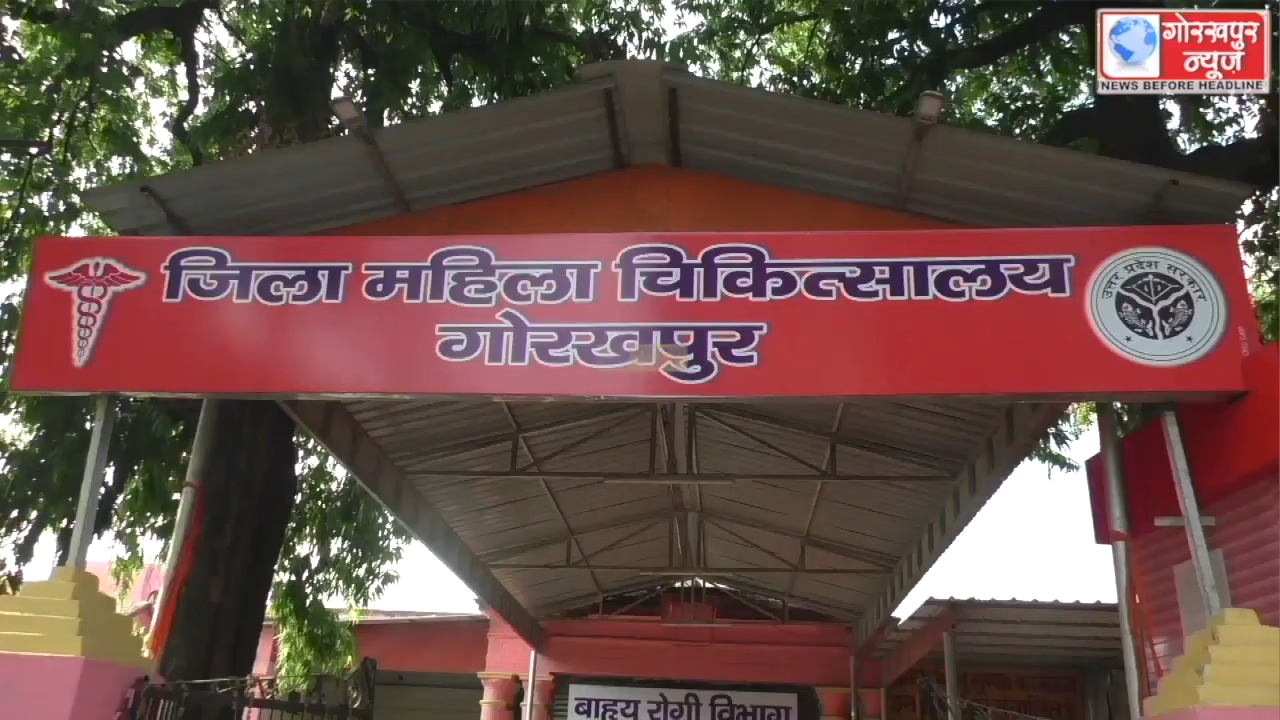 गोरखपुर
न्यूज़
NEWS BEFORE HEADLINE
जिला महिला चिकित्सालय
गोरखपुर
उत्तर प्रदेश सरकार
बाह्य रोगी विभाग